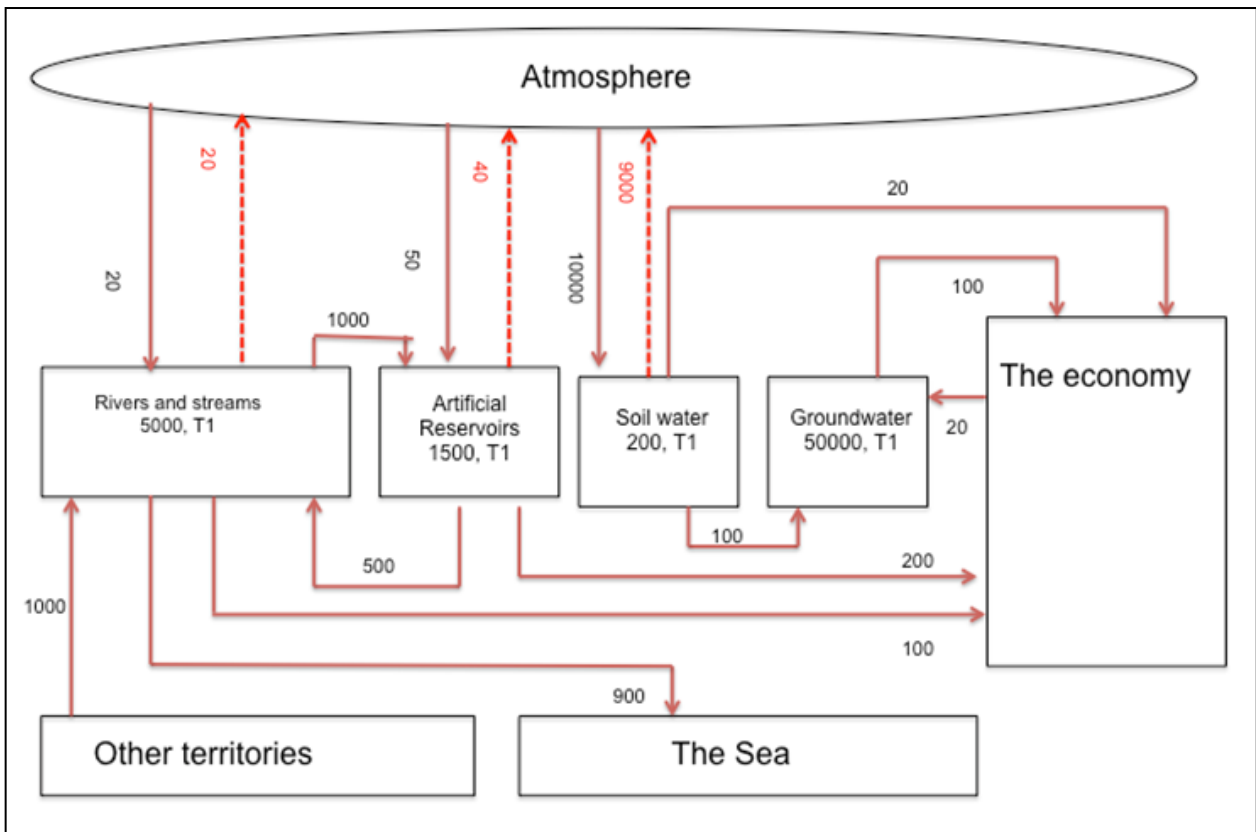 Atmosphere
20
40
9000
20
20
50
10000
100
1000
The economy
Rivers and streams
5000, T1
Artificial
Reservoirs
1500, T1
Soil water
200, T1
Groundwater
50000, T1
20
100
500
200
1000
100
900
Other territories
The Sea